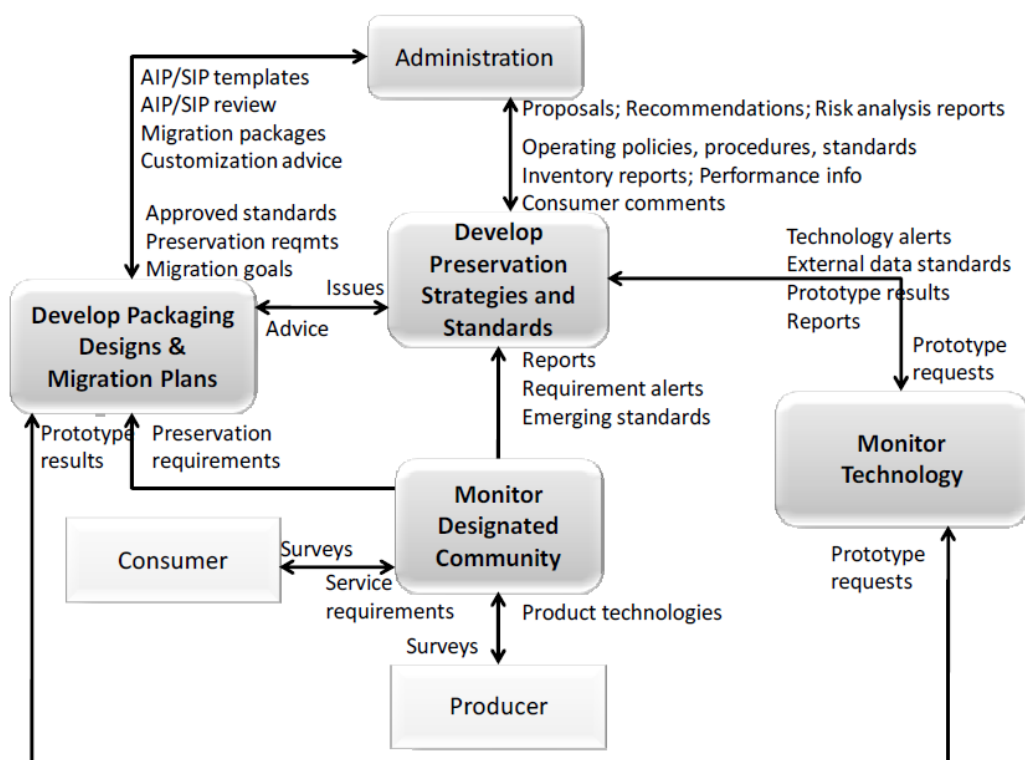 Administration
AIP/SIP templates
AIP/SIP review
Migration packages
Customization advice
Proposals; Recommendations; Risk analysis reports
Operating policies, procedures, standards
Inventory reports; Performance info
Consumer comments
Approved standards
Preservation reqmts
Migration goals
Develop
Preservation
Strategies and
Standards
Technology alerts
External data standards
Prototype results
Reports
Issues
Advice
Develop Packaging
Designs &
Migration Plans
Prototype
requests
Reports
Requirement alerts
Emerging standards
Prototype
results
Preservation
requirements
Monitor
Technology
Monitor
Designated
Community
Consumer
Surveys
Service
requirements
Prototype
requests
Product technologies
Surveys
Producer